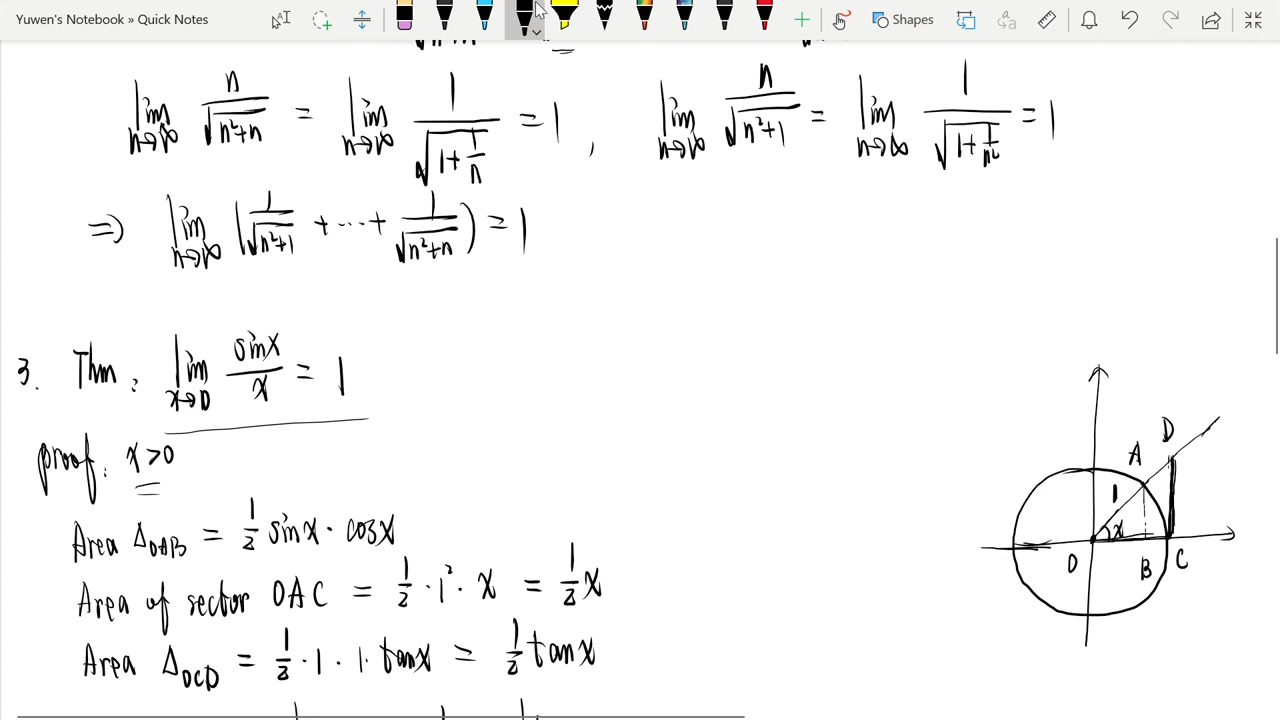 Yuwen's Notebook » Quick Notes
Shapes
lim n→∞ n/√(n²+n) = lim n→∞ 1/√(1+1/n) = 1 , lim n→∞ n/√(n²+1) = lim n→∞ 1/√(1+1/n²) = 1
⇒ lim n→∞ (1/√(n²+1) + ⋯ + 1/√(n²+n)) = 1
3. Thm: lim x→0 sinx/x = 1
proof: x>0
Area Δ OAB = 1/2 sinx · cosx
Area of sector OAC = 1/2 · 1² · x = 1/2 x
Area Δ OCD = 1/2 · 1 · 1 · tanx = 1/2 tanx
D
A
1
x
O
B
C